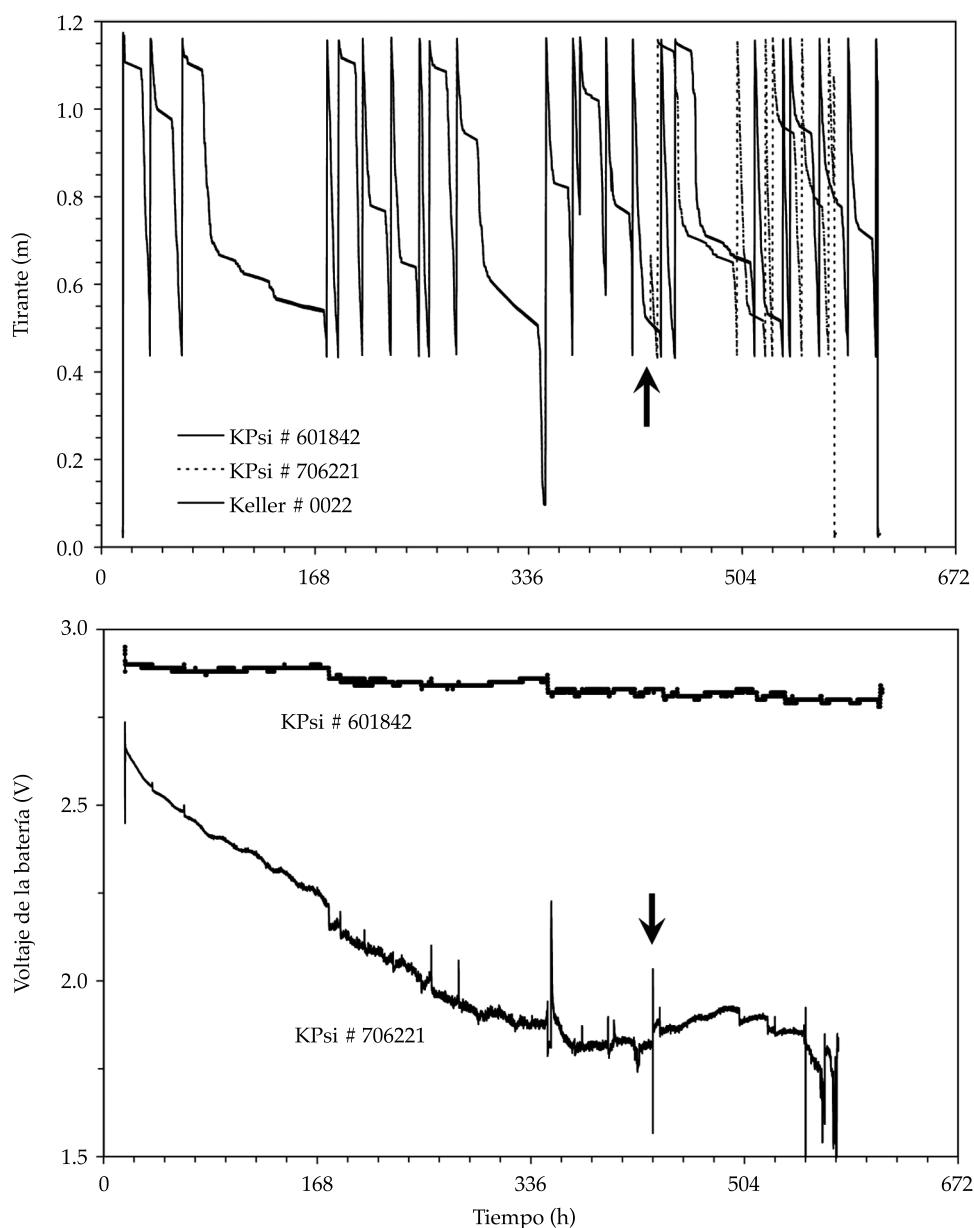 1.2
1.0
0.8
0.6
0.4
0.2
0.0
Tirante (m)
KPsi # 601842
KPsi # 706221
Keller # 0022
0 168 336 504 672
3.0
2.5
2.0
1.5
Voltaje de la batería (V)
KPsi # 601842
KPsi # 706221
0 168 336 504 672
Tiempo (h)